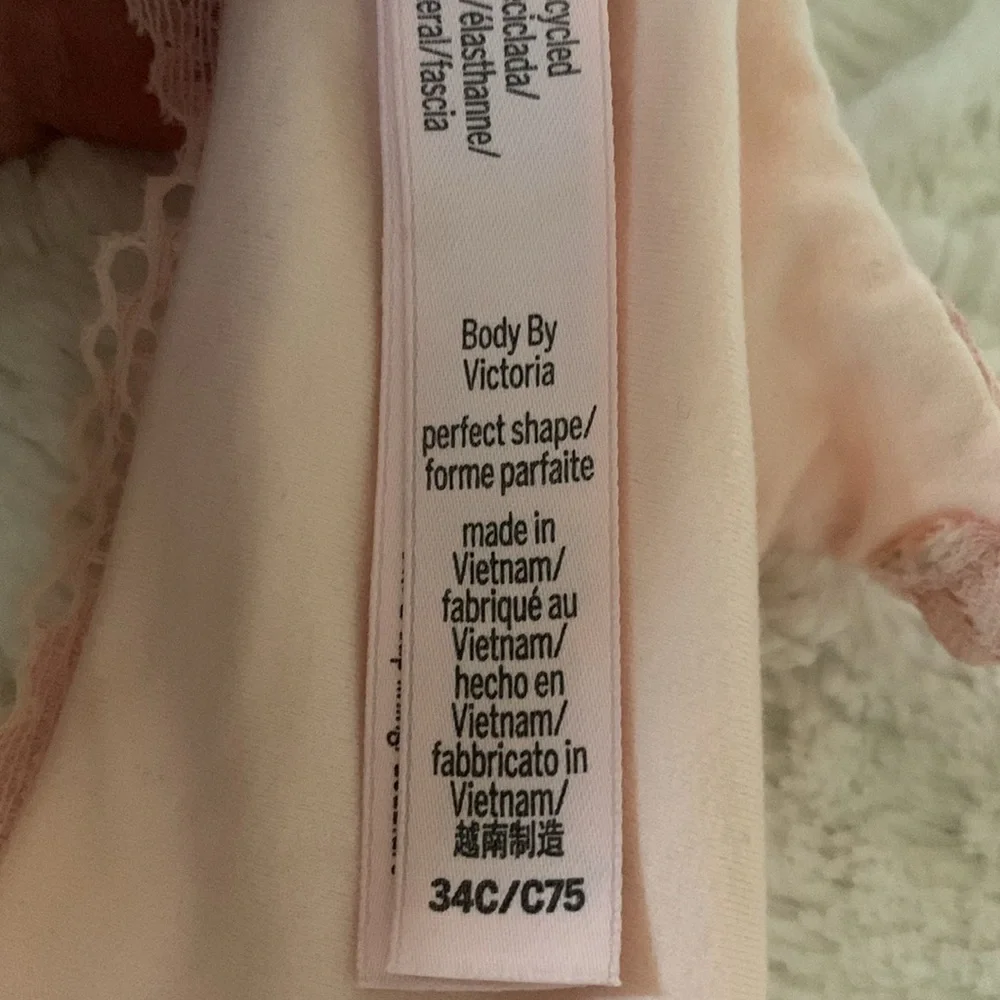 cycled
ciclada/
/élasthanne/
eral/fascia
Body By
Victoria
perfect shape/
forme parfaite
made in
Vietnam/
fabriqué au
Vietnam/
hecho en
Vietnam/
fabbricato in
Vietnam/
越南制造
34C/C75